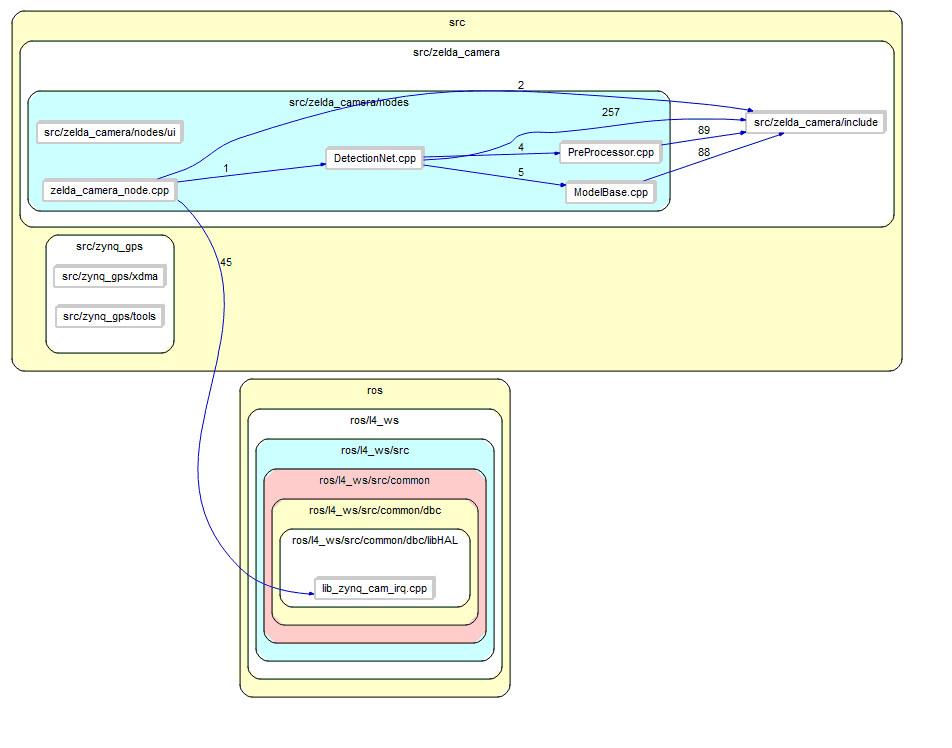 src
src/zelda_camera
2
src/zelda_camera/nodes
257
src/zelda_camera/include
src/zelda_camera/nodes/ui
89
4
PreProcessor.cpp
DetectionNet.cpp
88
1
5
zelda_camera_node.cpp
ModelBase.cpp
src/zynq_gps
45
src/zynq_gps/xdma
src/zynq_gps/tools
ros
ros/l4_ws
ros/l4_ws/src
ros/l4_ws/src/common
ros/l4_ws/src/common/dbc
ros/l4_ws/src/common/dbc/libHAL
lib_zynq_cam_irq.cpp